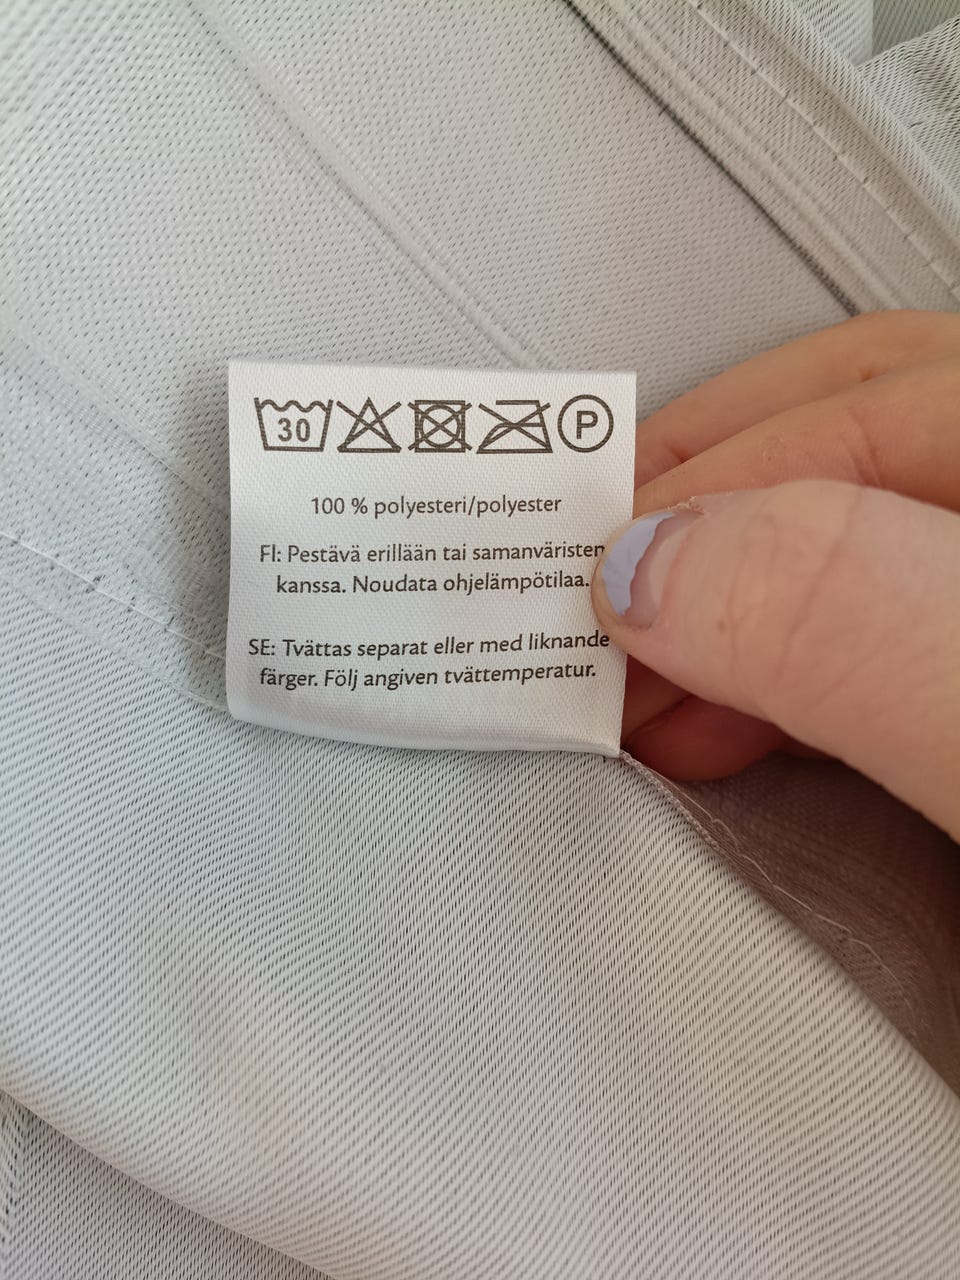 30 P
100 % polyesteri/polyester
FI: Pestävä erillään tai samanväristen
kanssa. Noudata ohjelämpötilaa.
SE: Tvättas separat eller med liknande
färger. Följ angiven tvättemperatur.